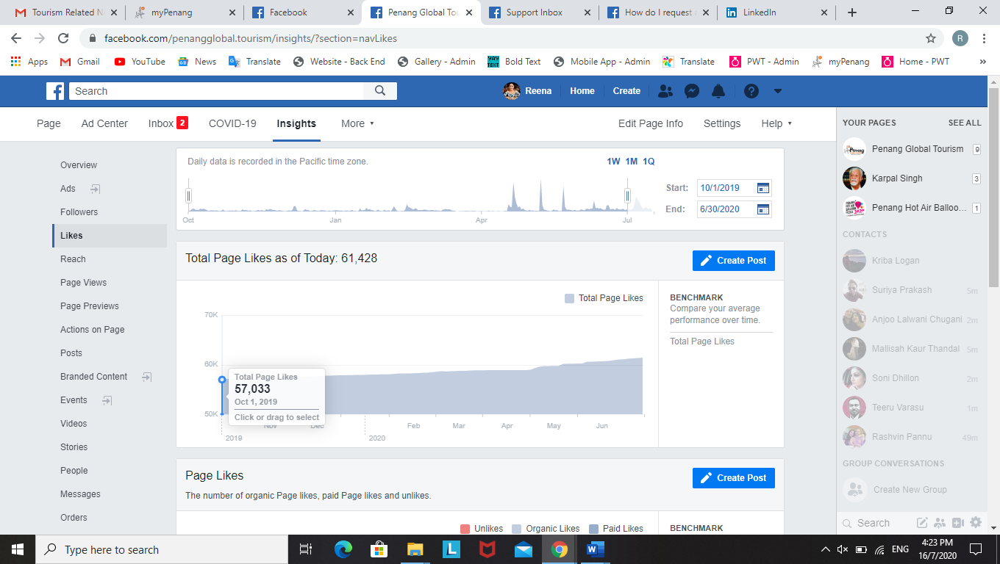 Tourism Related N
myPenang
Facebook
Penang Global Tou
Support Inbox
How do I request
LinkedIn
facebook.com/penangglobal.tourism/insights/?section=navLikes
R
Apps
Gmail
YouTube
News
Translate
Website - Back End
Gallery - Admin
Bold Text
Mobile App - Admin
Translate
PWT - Admin
myPenang
Home - PWT
»
Search
Reena
Home
Create
Page
Ad Center
Inbox 2
COVID-19
Insights
More
Edit Page Info
Settings
Help
Overview
Ads
Followers
Likes
Reach
Page Views
Page Previews
Actions on Page
Posts
Branded Content
Events
Videos
Stories
People
Messages
Orders
Daily data is recorded in the Pacific time zone.
1W 1M 1Q
Start: 10/1/2019
End: 6/30/2020
Oct Jan Apr Jul
Total Page Likes as of Today: 61,428
Create Post
Total Page Likes
70K
60K
50K
Total Page Likes
57,033
Oct 1, 2019
Click or drag to select
Nov Dec Feb Mar Apr May Jun
2019 2020
BENCHMARK
Compare your average
performance over time.
Total Page Likes
Page Likes
Create Post
The number of organic Page likes, paid Page likes and unlikes.
Unlikes Organic Likes Paid Likes
BENCHMARK
YOUR PAGES SEE ALL
Penang Global Tourism 9
Karpal Singh 3
Penang Hot Air Balloo... 1
CONTACTS
Kriba Logan
Suriya Prakash 5m
Anjoo Lalwani Chugani 2m
Mallisah Kaur Thandal 5m
Soni Dhillon 2m
Teeru Varasu 1m
Rashvin Pannu 49m
GROUP CONVERSATIONS
Create New Group
Search
Type here to search
ENG
4:23 PM
16/7/2020